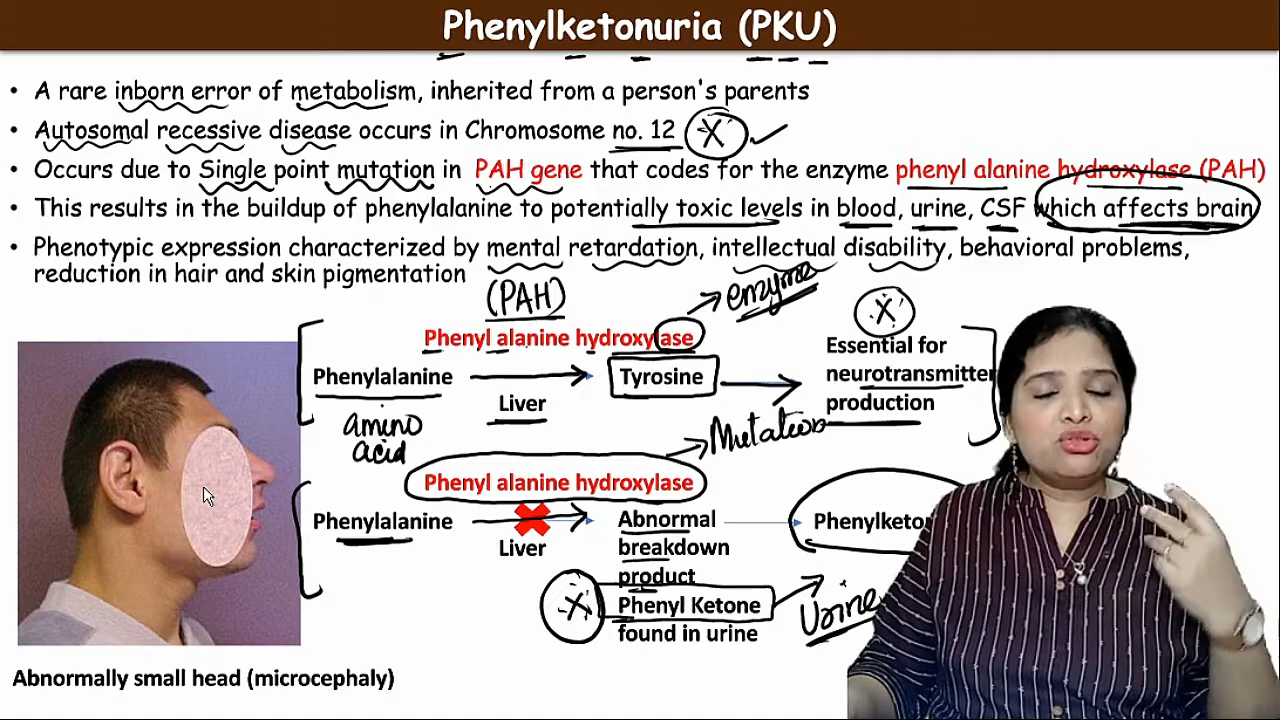 Phenylketonuria (PKU)
• A rare inborn error of metabolism, inherited from a person's parents
• Autosomal recessive disease occurs in Chromosome no. 12
• Occurs due to Single point mutation in PAH gene that codes for the enzyme phenyl alanine hydroxylase (PAH)
• This results in the buildup of phenylalanine to potentially toxic levels in blood, urine, CSF which affects brain
• Phenotypic expression characterized by mental retardation, intellectual disability, behavioral problems,
reduction in hair and skin pigmentation
(PAH)
enzyme
Phenyl alanine hydroxylase
Phenylalanine
Liver
Tyrosine
Essential for
neurotransmitter
production
amino
acid
Mutation
Phenyl alanine hydroxylase
Phenylalanine
Liver
Abnormal
breakdown
product
Phenyl Ketone
found in urine
Urine
Abnormally small head (microcephaly)